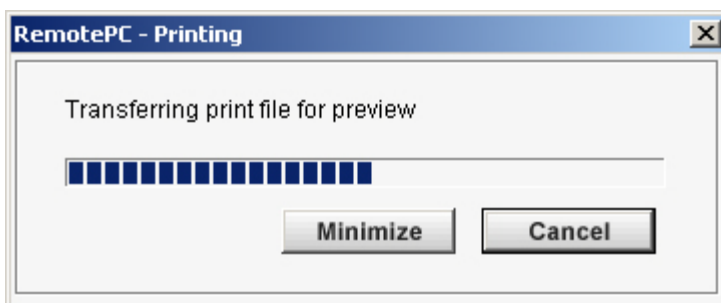 RemotePC - Printing
Transferring print file for preview
Minimize
Cancel